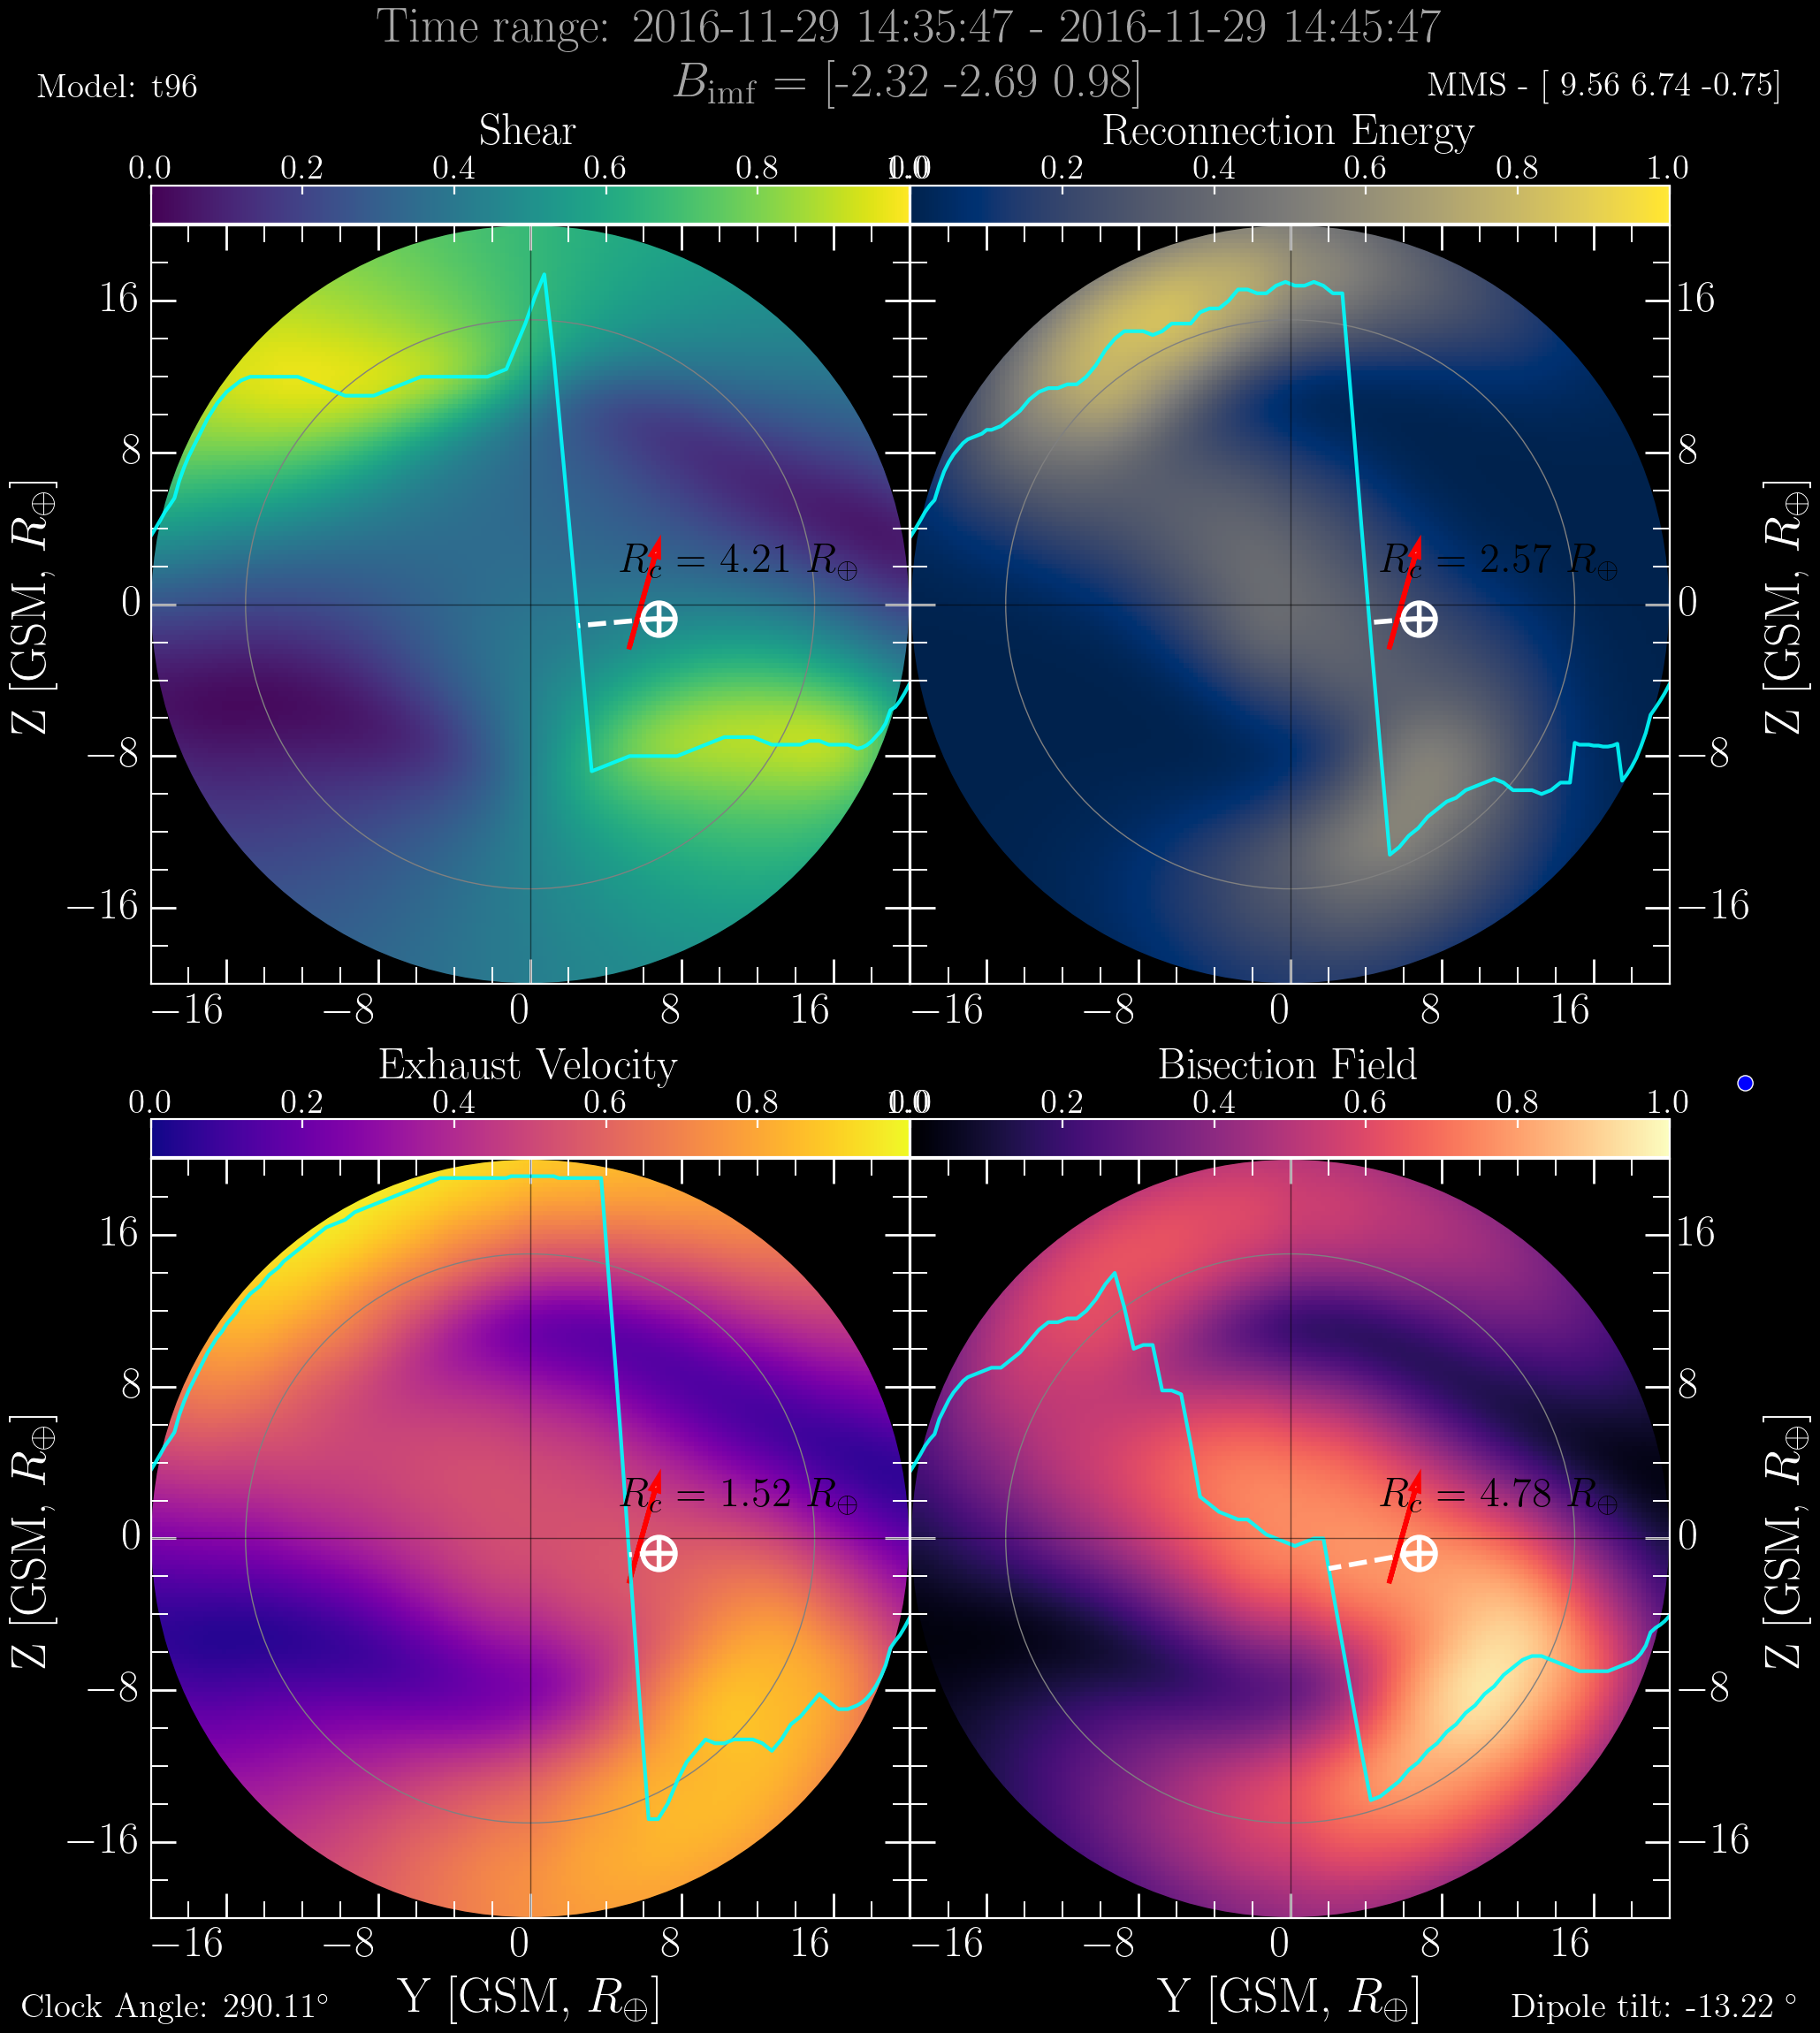 Time range: 2016-11-29 14:35:47 - 2016-11-29 14:45:47
Model: t96
B_imf = [-2.32 -2.69 0.98]
MMS - [ 9.56 6.74 -0.75]
Shear
Reconnection Energy
0.0 0.2 0.4 0.6 0.8 1.0
0.0 0.2 0.4 0.6 0.8 1.0
16
8
0
−8
−16
Z [GSM, R⊕]
R_c = 4.21 R⊕
R_c = 2.57 R⊕
16
8
0
−8
−16
Z [GSM, R⊕]
−16 −8 0 8 16
−16 −8 0 8 16
Exhaust Velocity
Bisection Field
0.0 0.2 0.4 0.6 0.8 1.0
0.0 0.2 0.4 0.6 0.8 1.0
16
8
0
−8
−16
Z [GSM, R⊕]
R_c = 1.52 R⊕
R_c = 4.78 R⊕
16
8
0
−8
−16
Z [GSM, R⊕]
−16 −8 0 8 16
−16 −8 0 8 16
Y [GSM, R⊕]
Y [GSM, R⊕]
Clock Angle: 290.11°
Dipole tilt: -13.22 °